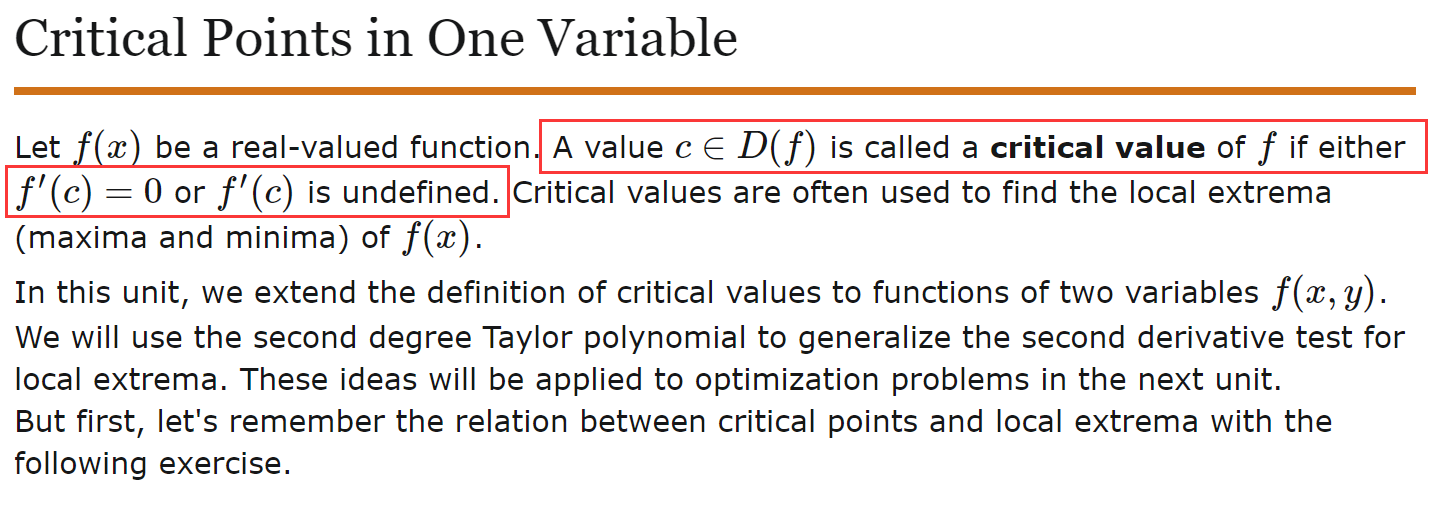 Critical Points in One Variable
Let f(x) be a real-valued function. A value c ∈ D(f) is called a critical value of f if either
f′(c) = 0 or f′(c) is undefined. Critical values are often used to find the local extrema
(maxima and minima) of f(x).
In this unit, we extend the definition of critical values to functions of two variables f(x, y).
We will use the second degree Taylor polynomial to generalize the second derivative test for
local extrema. These ideas will be applied to optimization problems in the next unit.
But first, let's remember the relation between critical points and local extrema with the
following exercise.